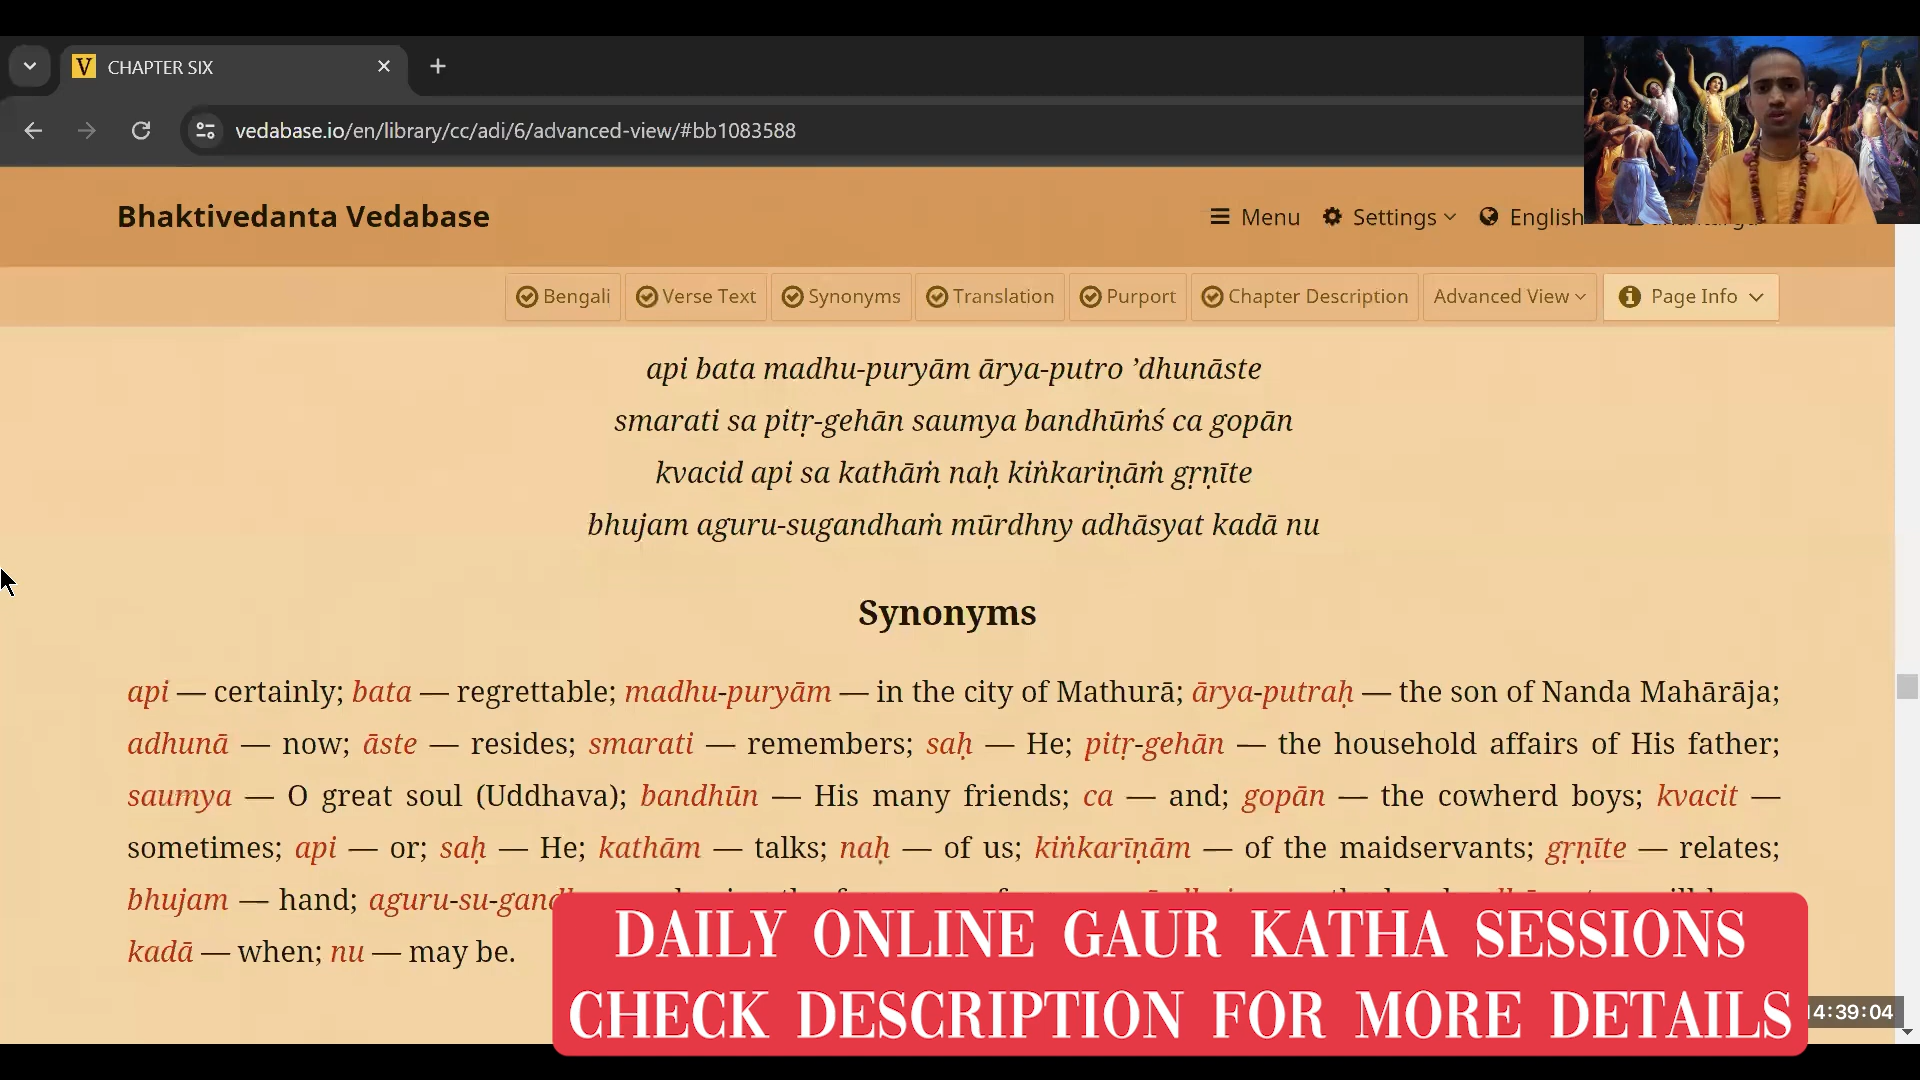 CHAPTER SIX
vedabase.io/en/library/cc/adi/6/advanced-view/#bb1083588
Bhaktivedanta Vedabase
Menu Settings English
Bengali Verse Text Synonyms Translation Purport Chapter Description Advanced View Page Info
api bata madhu-puryām ārya-putro ’dhunāste
smarati sa pitṛ-gehān saumya bandhūṁś ca gopān
kvacid api sa kathāṁ naḥ kiṅkariṇāṁ gṛṇīte
bhujam aguru-sugandhaṁ mūrdhny adhāsyat kadā nu
Synonyms
api — certainly; bata — regrettable; madhu-puryām — in the city of Mathurā; ārya-putraḥ — the son of Nanda Mahārāja;
adhunā — now; āste — resides; smarati — remembers; saḥ — He; pitṛ-gehān — the household affairs of His father;
saumya — O great soul (Uddhava); bandhūn — His many friends; ca — and; gopān — the cowherd boys; kvacit —
sometimes; api — or; saḥ — He; kathām — talks; naḥ — of us; kiṅkarīṇām — of the maidservants; gṛṇīte — relates;
bhujam — hand; aguru-su-gand
kadā — when; nu — may be.
DAILY ONLINE GAUR KATHA SESSIONS
CHECK DESCRIPTION FOR MORE DETAILS
14:39:04